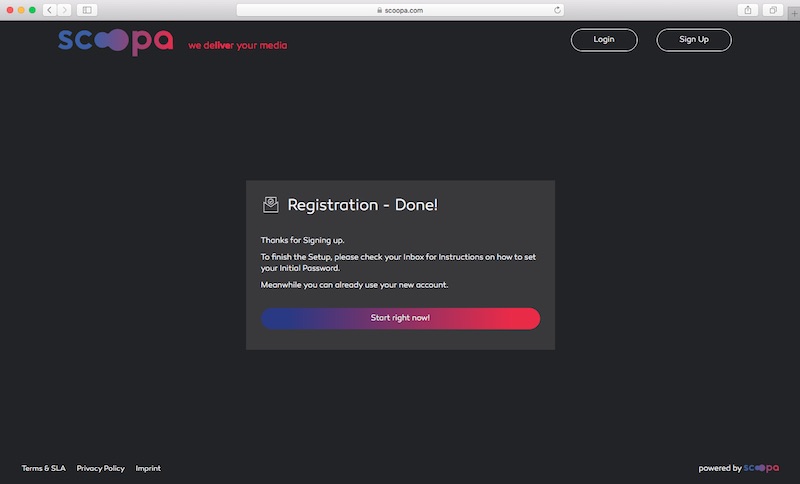 scoopa.com
scoopa
we deliver your media
Login
Sign Up
Registration - Done!
Thanks for Signing up.
To finish the Setup, please check your Inbox for Instructions on how to set
your Initial Password.
Meanwhile you can already use your new account.
Start right now!
Terms & SLA
Privacy Policy
Imprint
powered by scoopa